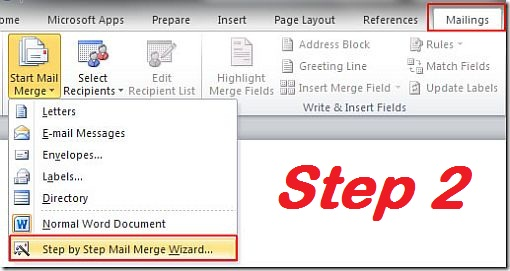 ome Microsoft Apps Prepare Insert Page Layout References Mailings
Start Mail Merge
Select Recipients
Edit Recipient List
Highlight Merge Fields
Address Block
Greeting Line
Insert Merge Field
Rules
Match Fields
Update Labels
Write & Insert Fields
Letters
E-mail Messages
Envelopes...
Labels...
Directory
Normal Word Document
Step by Step Mail Merge Wizard...
Step 2